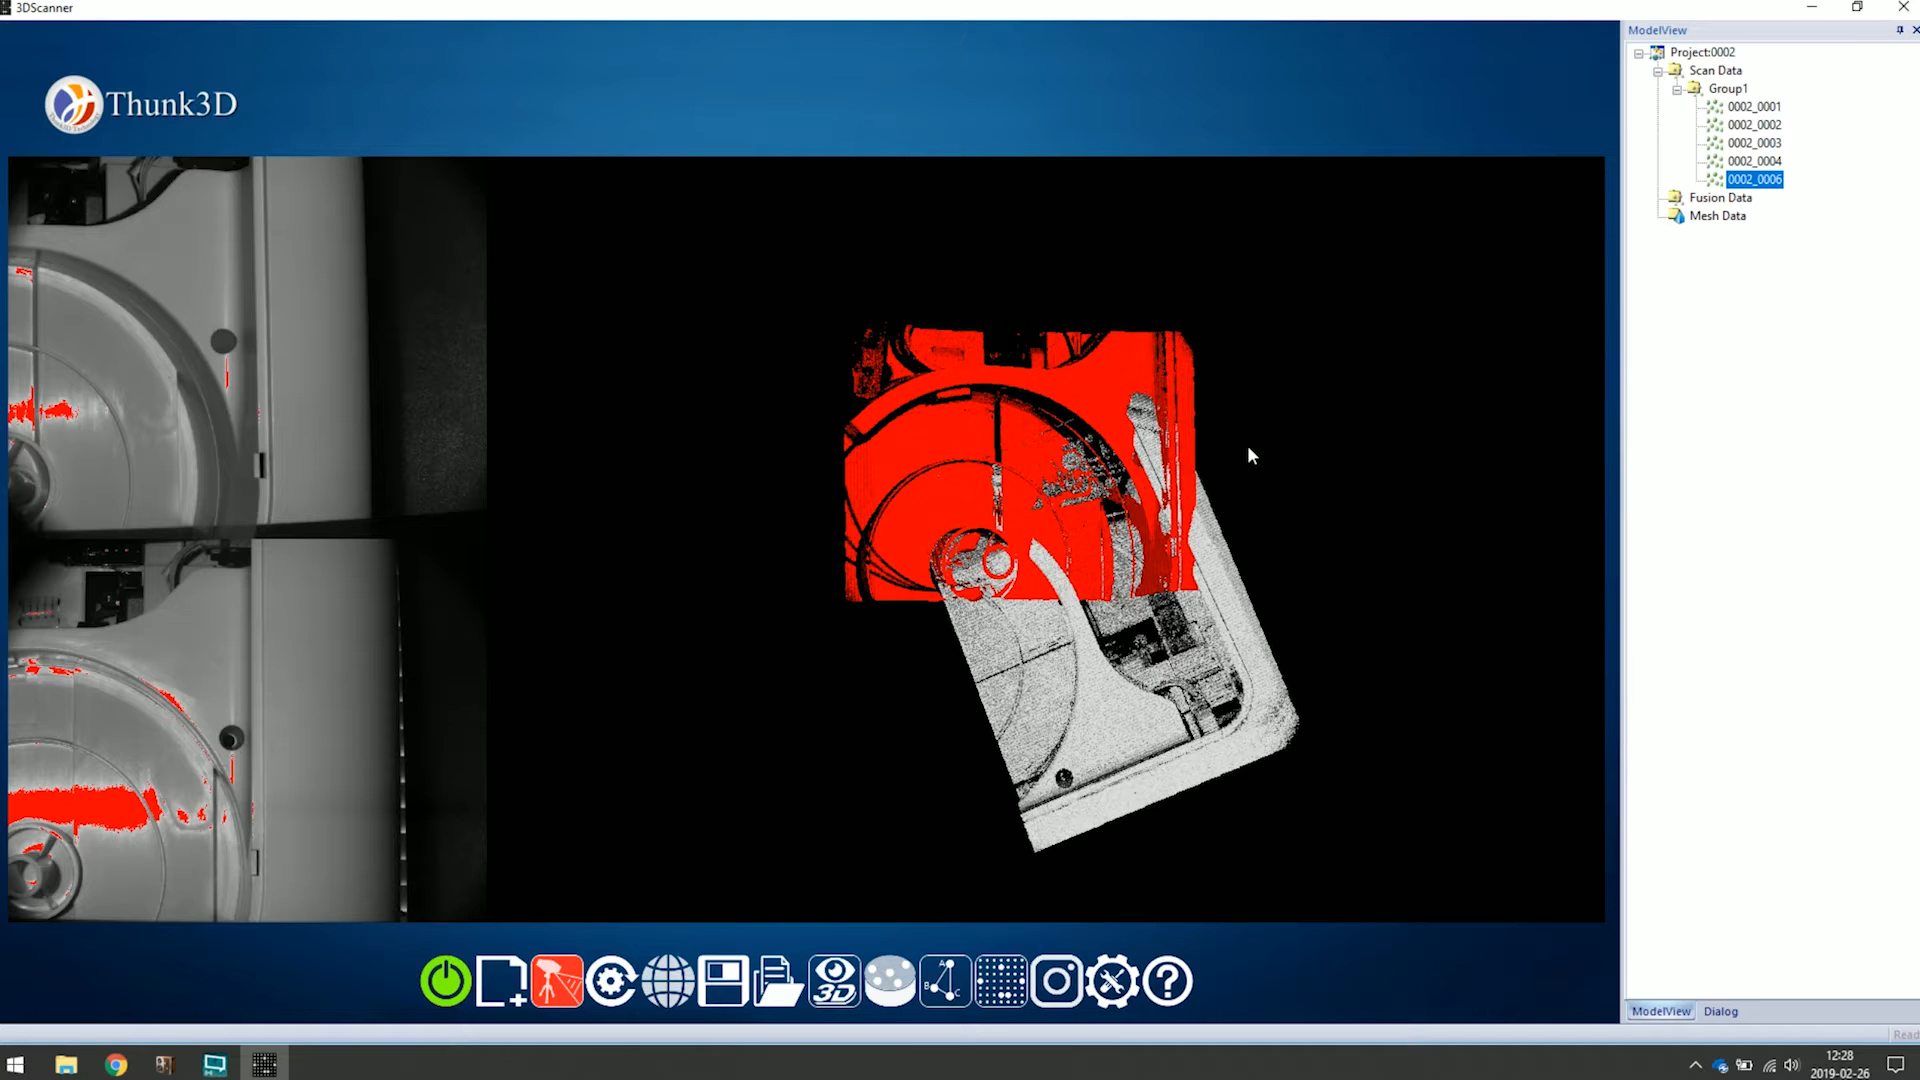 3DScanner
Thunk3D
ModelView
Project:0002
Scan Data
Group1
0002_0001
0002_0002
0002_0003
0002_0004
0002_0006
Fusion Data
Mesh Data
3D
A
B
C
?
ModelView Dialog
Read
12:28
2019-02-26